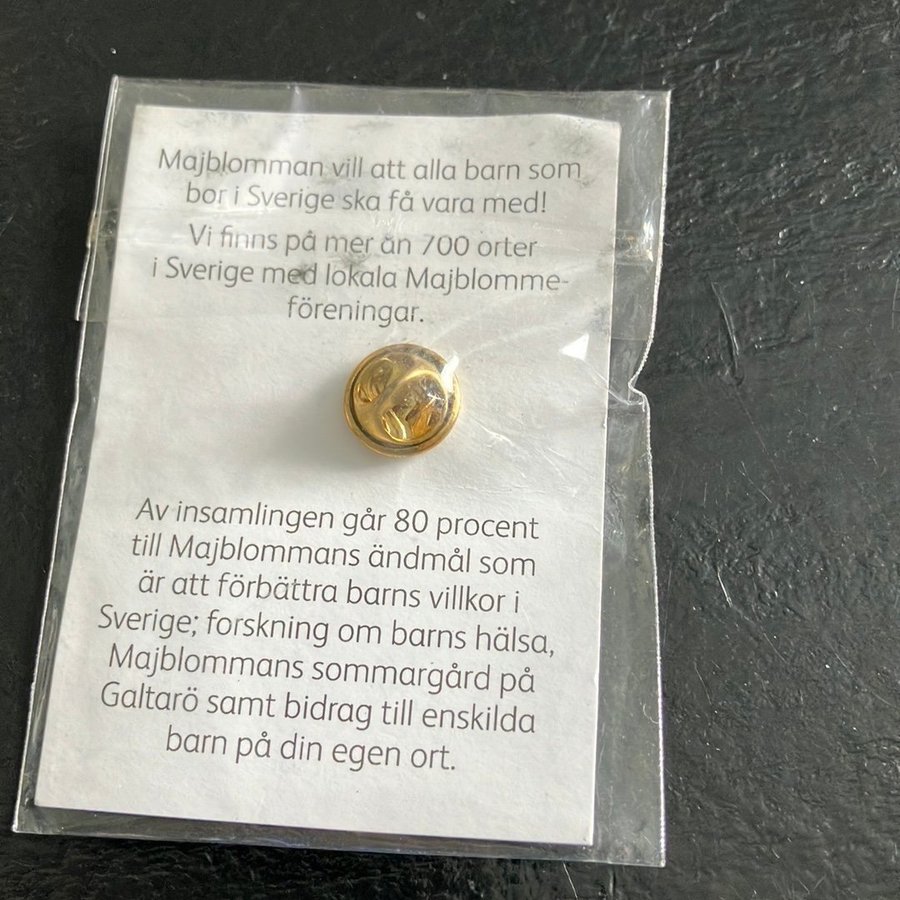 Majblomman vill att alla barn som
bor i Sverige ska få vara med!
Vi finns på mer än 700 orter
i Sverige med lokala Majblomme-
föreningar.
Av insamlingen går 80 procent
till Majblommans ändmål som
är att förbättra barns villkor i
Sverige; forskning om barns hälsa,
Majblommans sommargård på
Galtarö samt bidrag till enskilda
barn på din egen ort.